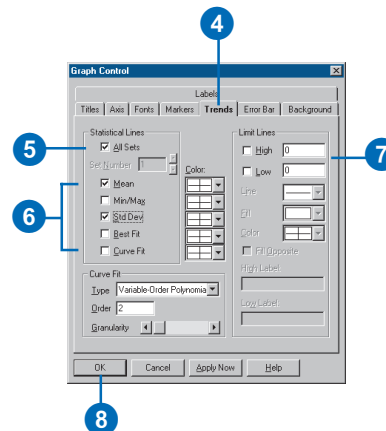 4
Graph Control
Labels
Titles Axis Fonts Markers Trends Error Bar Background
Statistical Lines
5
All Sets
Set Number 1
Color:
6
Mean
Min/Max
Std Dev
Best Fit
Curve Fit
Limit Lines
7
High 0
Low 0
Line
Fill
Color
Fill Opposite
High Label:
Low Label:
Curve Fit
Type Variable-Order Polynomia
Order 2
Granularity
OK Cancel Apply Now Help
8